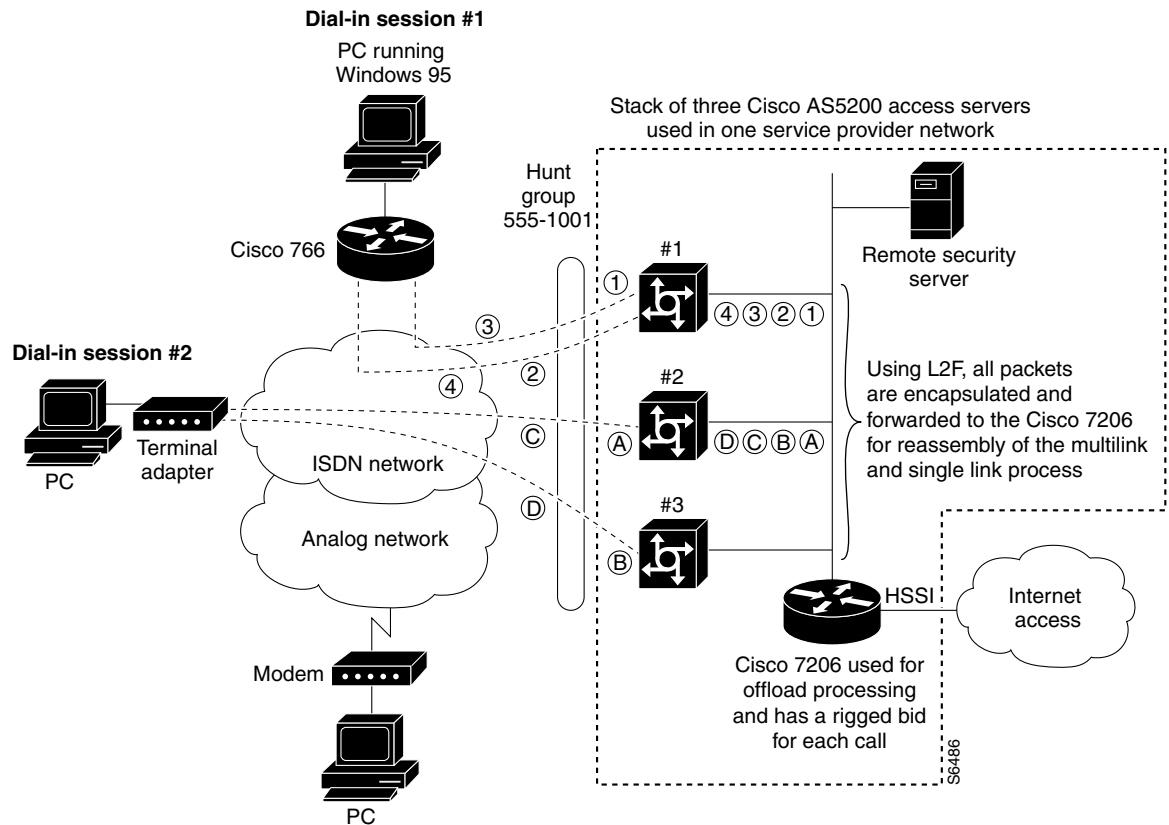 Dial-in session #1
PC running
Windows 95
Stack of three Cisco AS5200 access servers
used in one service provider network
Hunt
group
555-1001
Cisco 766
#1
Remote security
server
1
3
4 3 2 1
Dial-in session #2
4
2
#2
Using L2F, all packets
are encapsulated and
forwarded to the Cisco 7206
for reassembly of the multilink
and single link process
C
A
D C B A
Terminal
adapter
PC
ISDN network
D
#3
Analog network
B
HSSI
Internet
access
Modem
Cisco 7206 used for
offload processing
and has a rigged bid
for each call
S6486
PC